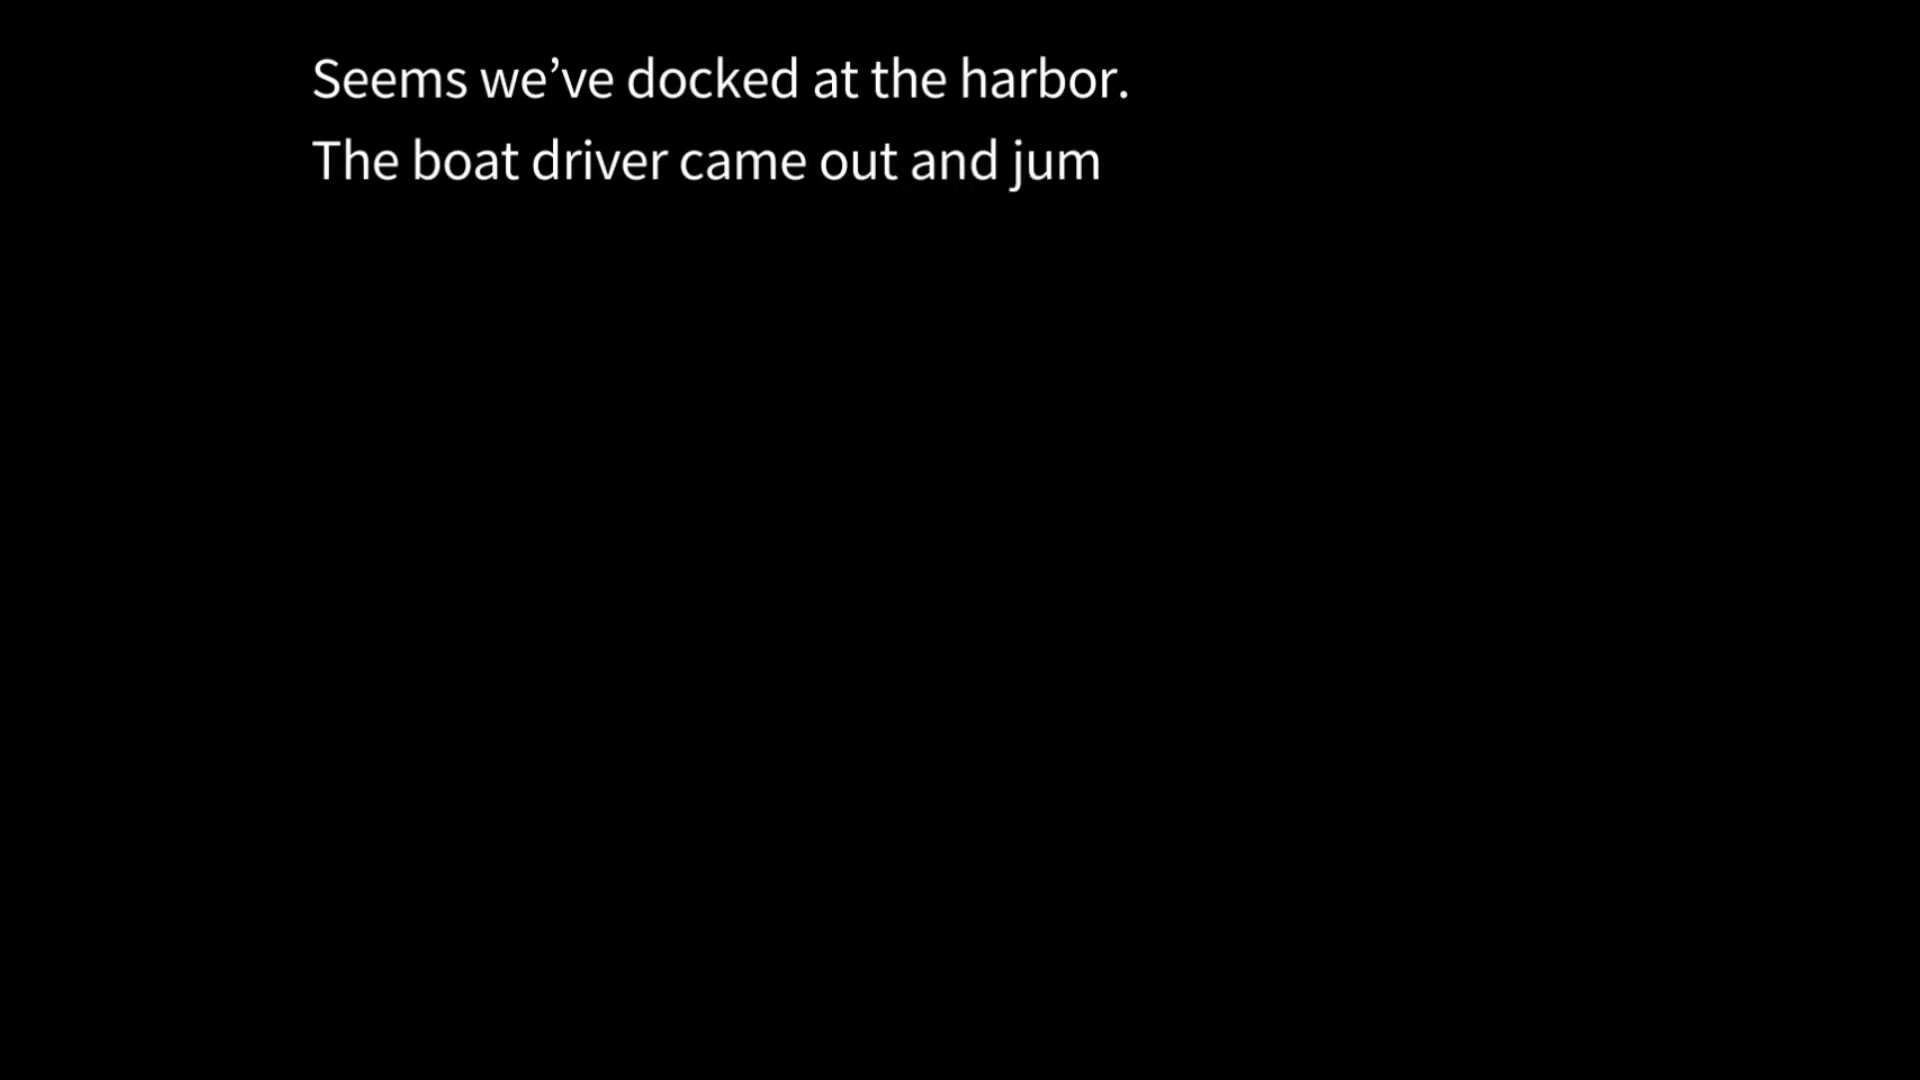 Seems we’ve docked at the harbor.
The boat driver came out and jum